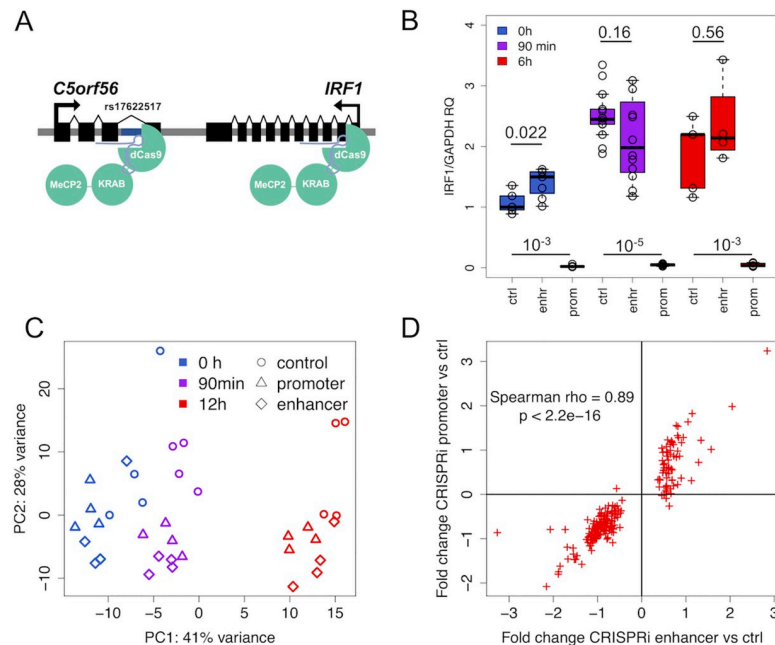 A
C5orf56
rs17622517
IRF1
dCas9
dCas9
MeCP2
KRAB
MeCP2
KRAB
B
0h
90 min
6h
0.022
0.16
0.56
10-3
10-5
10-3
IRF1/GAPDH RQ
4
3
2
1
0
ctrl
enhr
prom
ctrl
enhr
prom
ctrl
enhr
prom
C
0 h
90min
12h
control
promoter
enhancer
PC2: 28% variance
20
10
0
-10
-10
-5
0
5
10
15
PC1: 41% variance
D
Spearman rho = 0.89
p < 2.2e-16
Fold change CRISPRi promoter vs ctrl
3
2
1
0
-1
-2
-3
-2
-1
0
1
2
3
Fold change CRISPRi enhancer vs ctrl